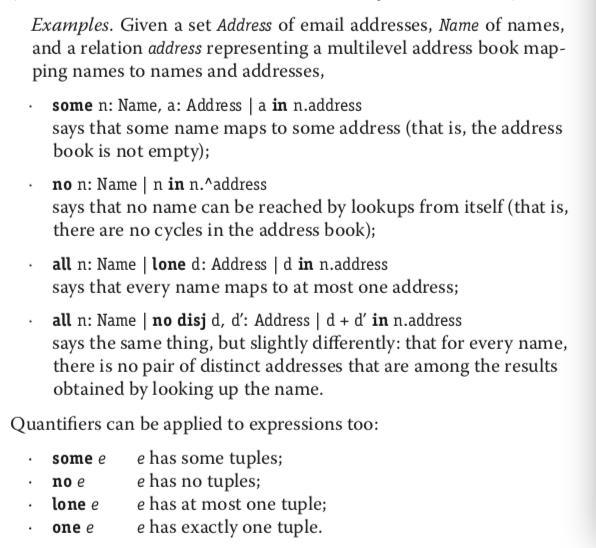 Examples. Given a set Address of email addresses, Name of names,
and a relation address representing a multilevel address book map-
ping names to names and addresses,
· some n: Name, a: Address | a in n.address
says that some name maps to some address (that is, the address
book is not empty);
· no n: Name | n in n.^address
says that no name can be reached by lookups from itself (that is,
there are no cycles in the address book);
· all n: Name | lone d: Address | d in n.address
says that every name maps to at most one address;
· all n: Name | no disj d, d′: Address | d + d′ in n.address
says the same thing, but slightly differently: that for every name,
there is no pair of distinct addresses that are among the results
obtained by looking up the name.
Quantifiers can be applied to expressions too:
· some e e has some tuples;
· no e e has no tuples;
· lone e e has at most one tuple;
· one e e has exactly one tuple.